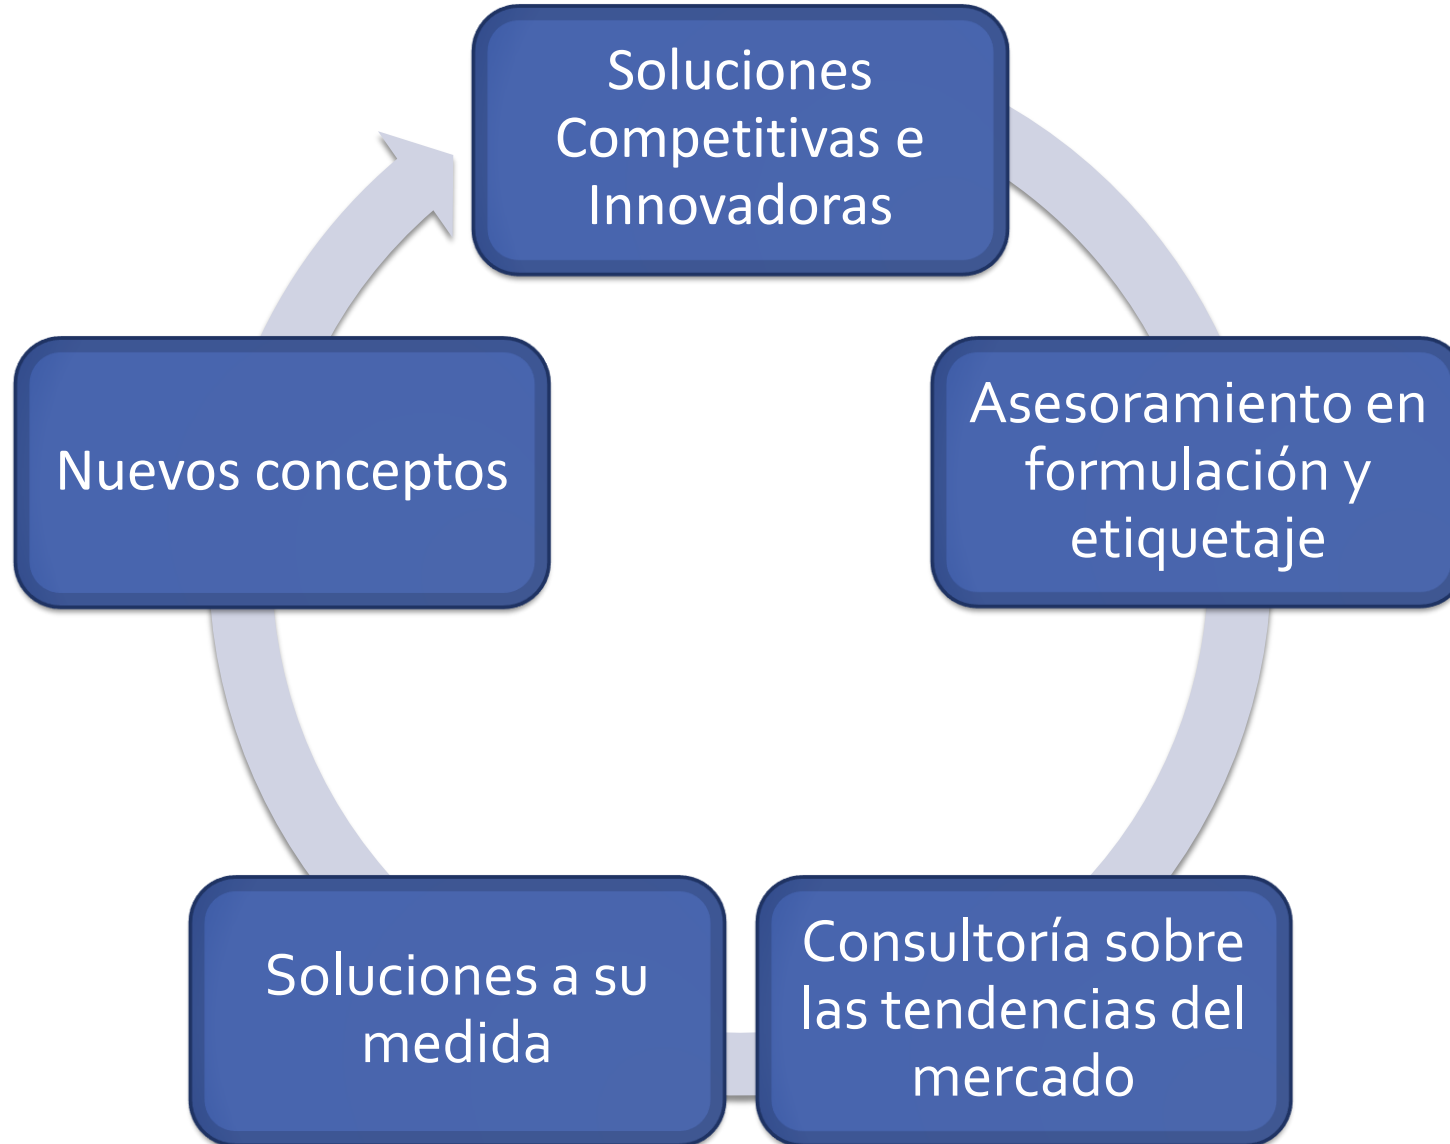 Soluciones
Competitivas e
Innovadoras
Asesoramiento en
formulación y
etiquetaje
Consultoría sobre
las tendencias del
mercado
Soluciones a su
medida
Nuevos conceptos